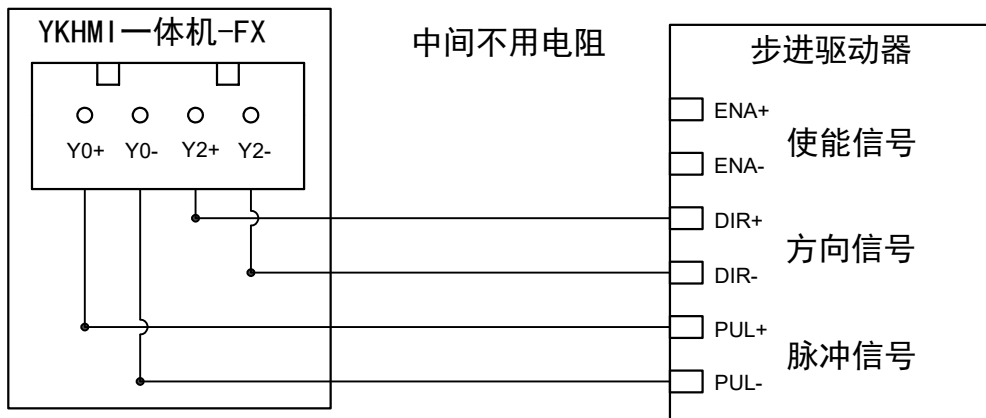 YKHMI一体机-FX
Y0+ Y0- Y2+ Y2-
中间不用电阻
步进驱动器
ENA+
使能信号
ENA-
DIR+
方向信号
DIR-
PUL+
脉冲信号
PUL-